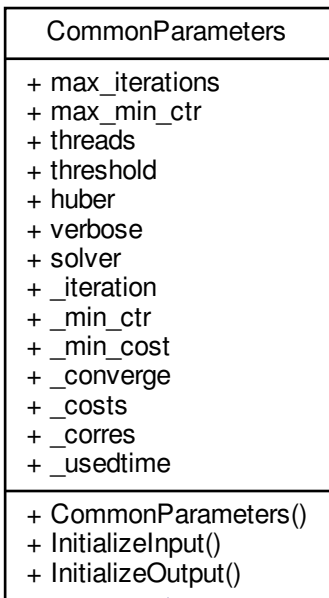 CommonParameters
+ max_iterations
+ max_min_ctr
+ threads
+ threshold
+ huber
+ verbose
+ solver
+ _iteration
+ _min_ctr
+ _min_cost
+ _converge
+ _costs
+ _corres
+ _usedtime
+ CommonParameters()
+ InitializeInput()
+ InitializeOutput()